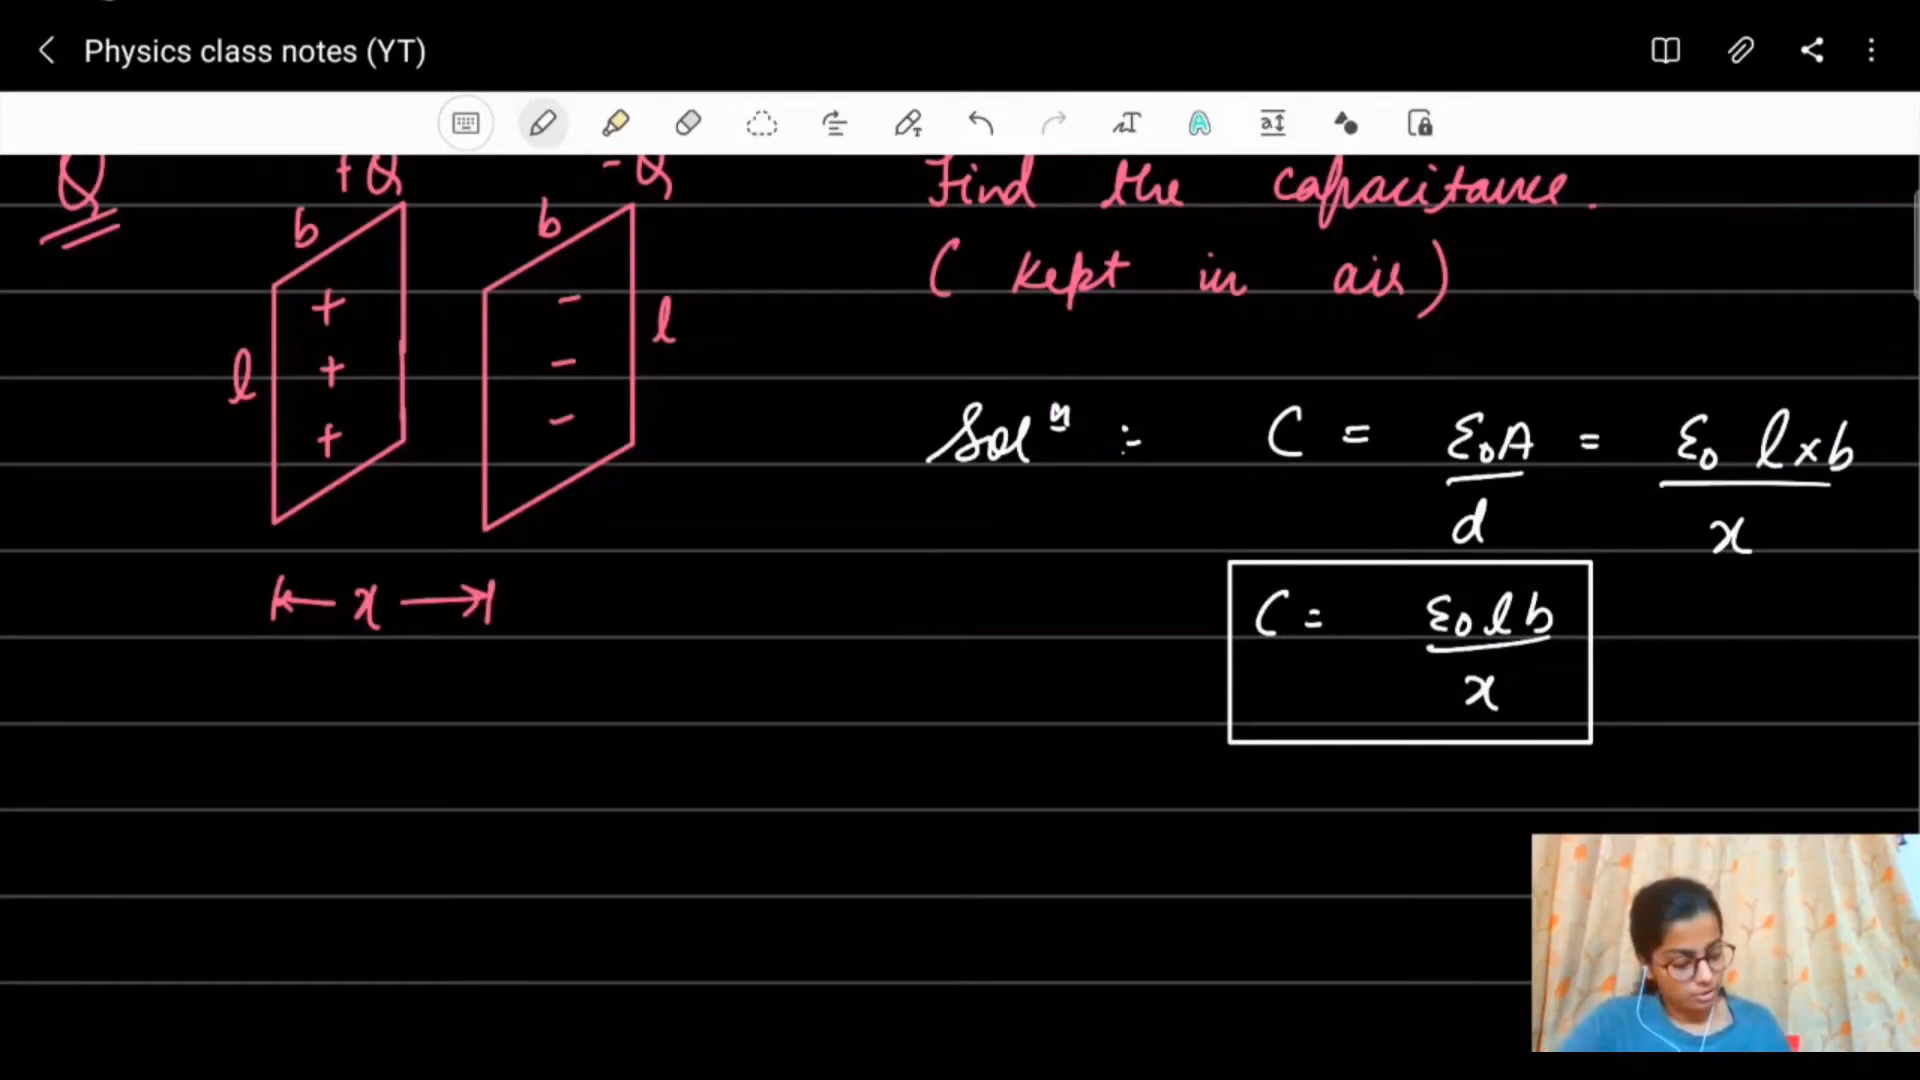 Physics class notes (YT)
Q +Q -Q Find the capacitance.
b b
(kept in air)
+ -
l
+ -
l
+ -
Solⁿ :- C = ε₀A/d = ε₀ l×b/x
x
C = ε₀lb/x